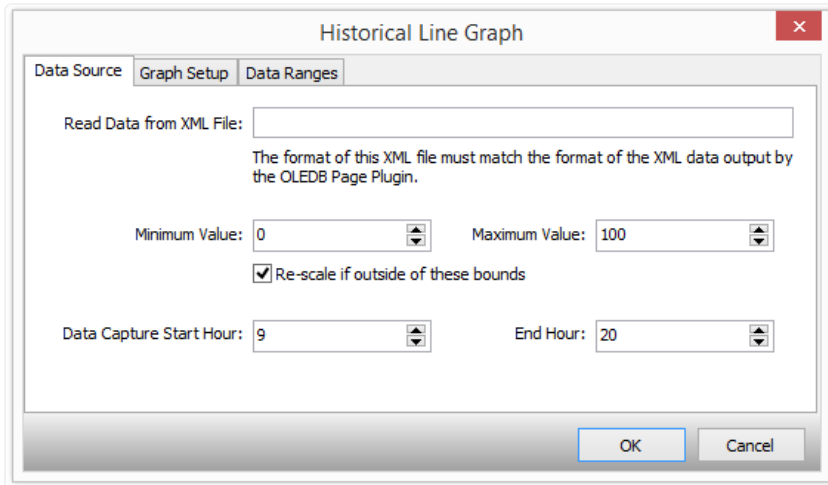 Historical Line Graph
Data Source Graph Setup Data Ranges
Read Data from XML File:
The format of this XML file must match the format of the XML data output by
the OLEDB Page Plugin.
Minimum Value: 0 Maximum Value: 100
Re-scale if outside of these bounds
Data Capture Start Hour: 9 End Hour: 20
OK Cancel